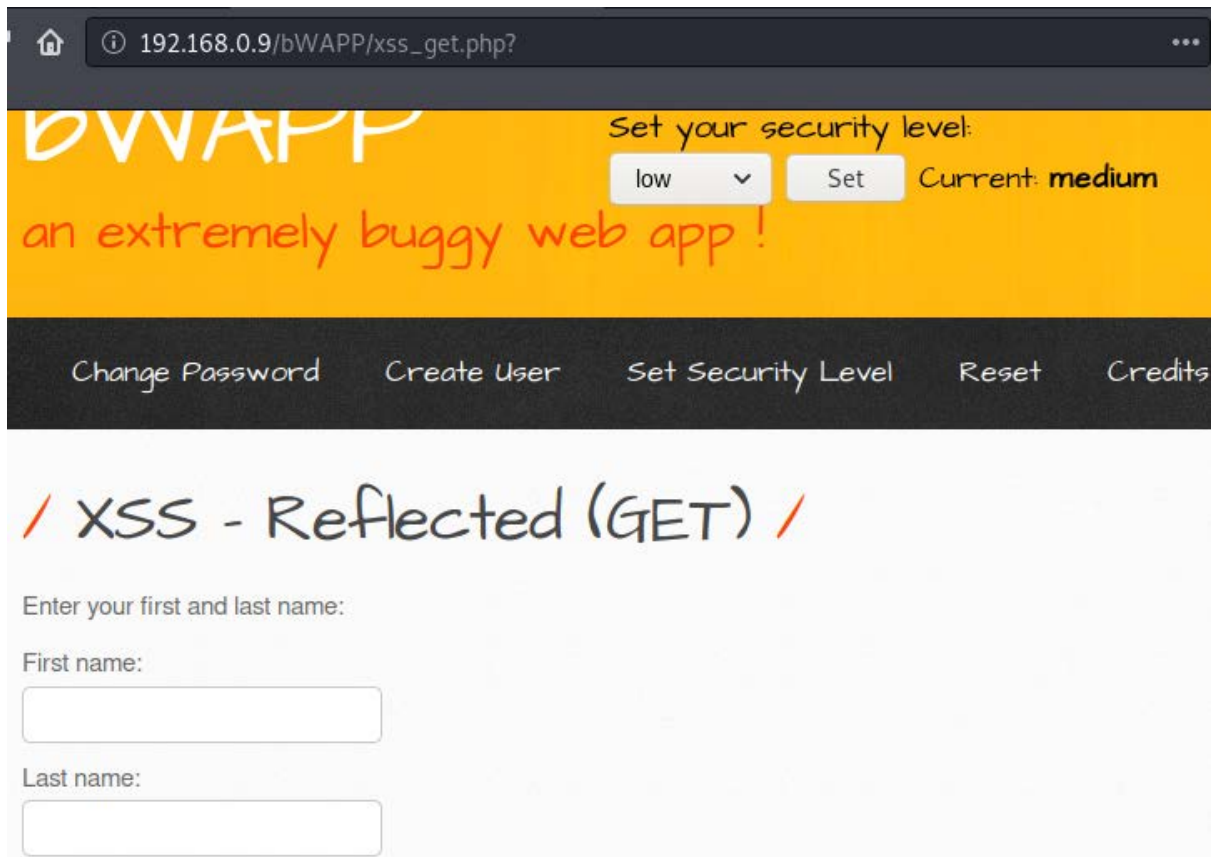 192.168.0.9/bWAPP/xss_get.php?
bWAPP
Set your security level:
low Set Current: medium
an extremely buggy web app !
Change Password Create User Set Security Level Reset Credits
/ XSS - Reflected (GET) /
Enter your first and last name:
First name:
Last name: